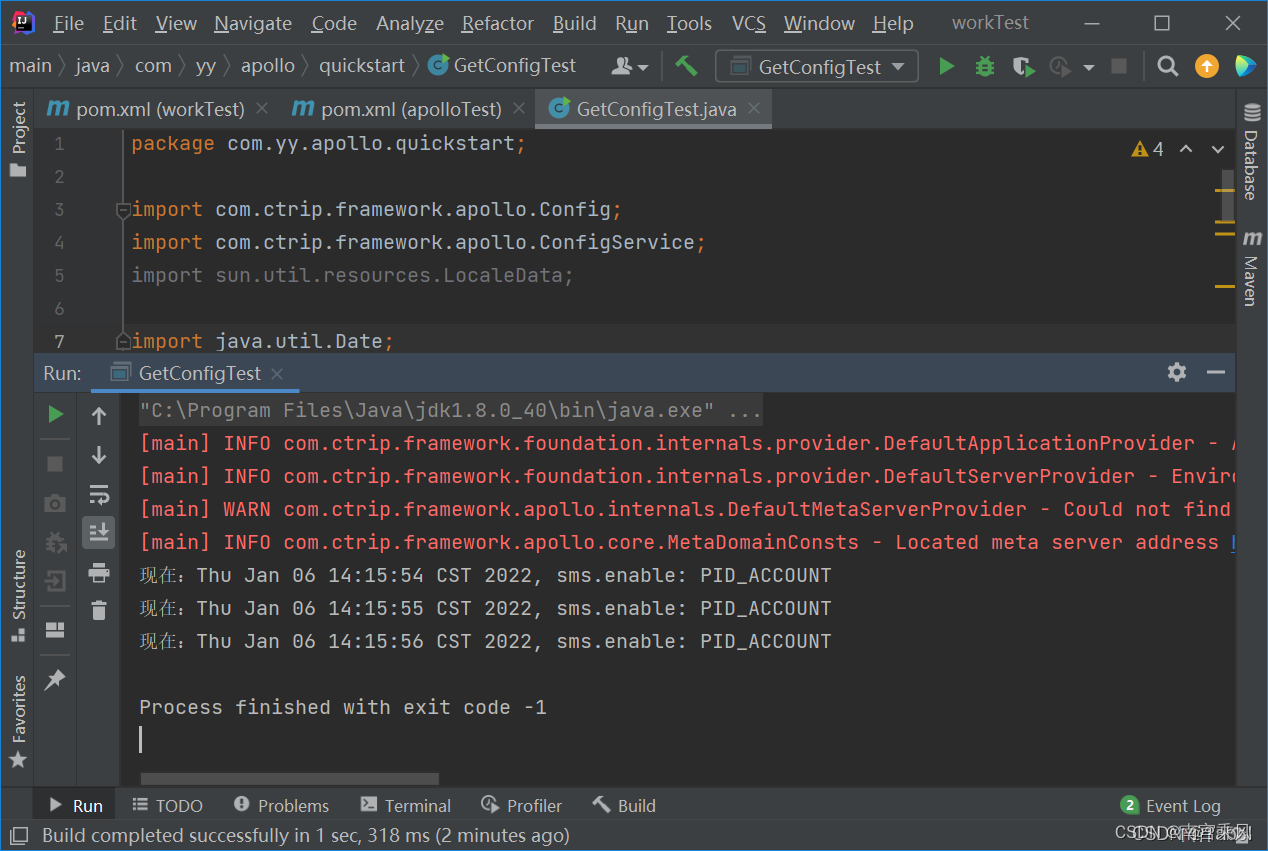 File Edit View Navigate Code Analyze Refactor Build Run Tools VCS Window Help workTest
main java com yy apollo quickstart GetConfigTest GetConfigTest
pom.xml (workTest) pom.xml (apolloTest) GetConfigTest.java
Project
Structure
Favorites
1 package com.yy.apollo.quickstart;
4
2
3 import com.ctrip.framework.apollo.Config;
4 import com.ctrip.framework.apollo.ConfigService;
5 import sun.util.resources.LocaleData;
6
7 import java.util.Date;
Database
Maven
Run: GetConfigTest
"C:\Program Files\Java\jdk1.8.0_40\bin\java.exe" ...
[main] INFO com.ctrip.framework.foundation.internals.provider.DefaultApplicationProvider -
[main] INFO com.ctrip.framework.foundation.internals.provider.DefaultServerProvider - Enviro
[main] WARN com.ctrip.framework.apollo.internals.DefaultMetaServerProvider - Could not find
[main] INFO com.ctrip.framework.apollo.core.MetaDomainConsts - Located meta server address
现在：Thu Jan 06 14:15:54 CST 2022, sms.enable: PID_ACCOUNT
现在：Thu Jan 06 14:15:55 CST 2022, sms.enable: PID_ACCOUNT
现在：Thu Jan 06 14:15:56 CST 2022, sms.enable: PID_ACCOUNT
Process finished with exit code -1
Run TODO Problems Terminal Profiler Build 2 Event Log
Build completed successfully in 1 sec, 318 ms (2 minutes ago)
CSDN